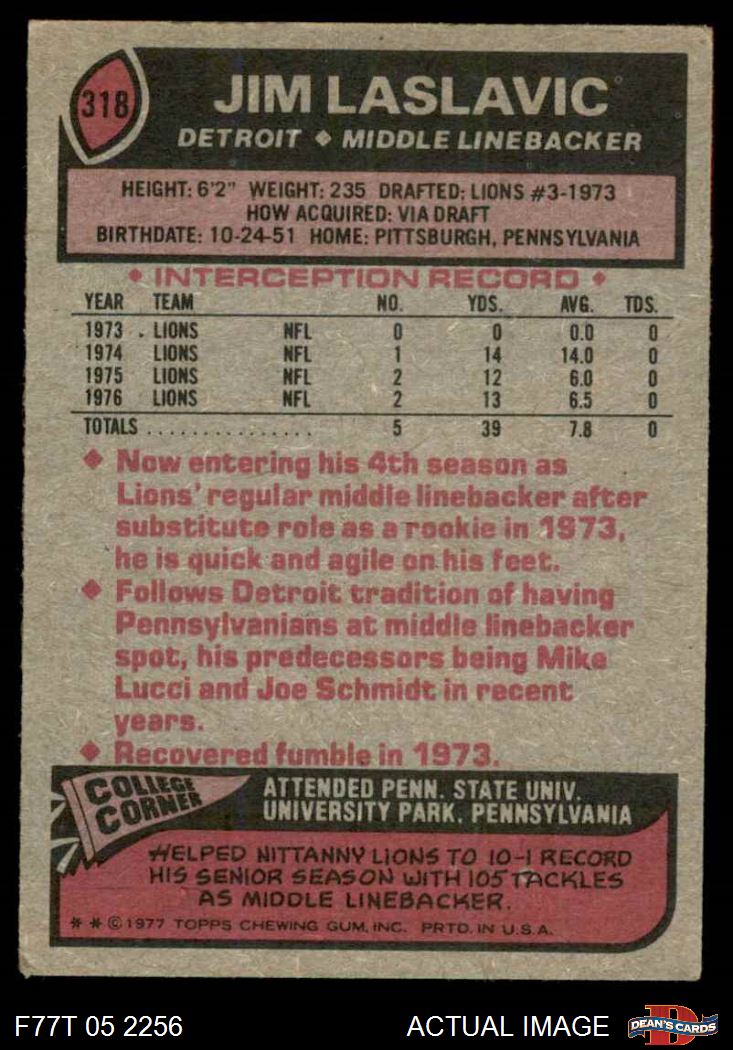 318
JIM LASLAVIC
DETROIT ◆ MIDDLE LINEBACKER
HEIGHT: 6'2" WEIGHT: 235 DRAFTED: LIONS #3-1973
HOW ACQUIRED: VIA DRAFT
BIRTHDATE: 10-24-51 HOME: PITTSBURGH, PENNSYLVANIA
◆ INTERCEPTION RECORD ◆
YEAR TEAM NO. YDS. AVG. TDS.
1973 . LIONS NFL 0 0 0.0 0
1974 LIONS NFL 1 14 14.0 0
1975 LIONS NFL 2 12 6.0 0
1976 LIONS NFL 2 13 6.5 0
TOTALS ............... 5 39 7.8 0
◆ Now entering his 4th season as
Lions' regular middle linebacker after
substitute role as a rookie in 1973,
he is quick and agile on his feet.
◆ Follows Detroit tradition of having
Pennsylvanians at middle linebacker
spot, his predecessors being Mike
Lucci and Joe Schmidt in recent
years.
◆ Recovered fumble in 1973.
COLLEGE
CORNER
ATTENDED PENN. STATE UNIV.
UNIVERSITY PARK, PENNSYLVANIA
HELPED NITTANNY LIONS TO 10-1 RECORD
HIS SENIOR SEASON WITH 105 TACKLES
AS MIDDLE LINEBACKER.
* * © 1977 TOPPS CHEWING GUM, INC. PRTD. IN U.S.A.
F77T 05 2256 ACTUAL IMAGE
D
DEAN'S CARDS